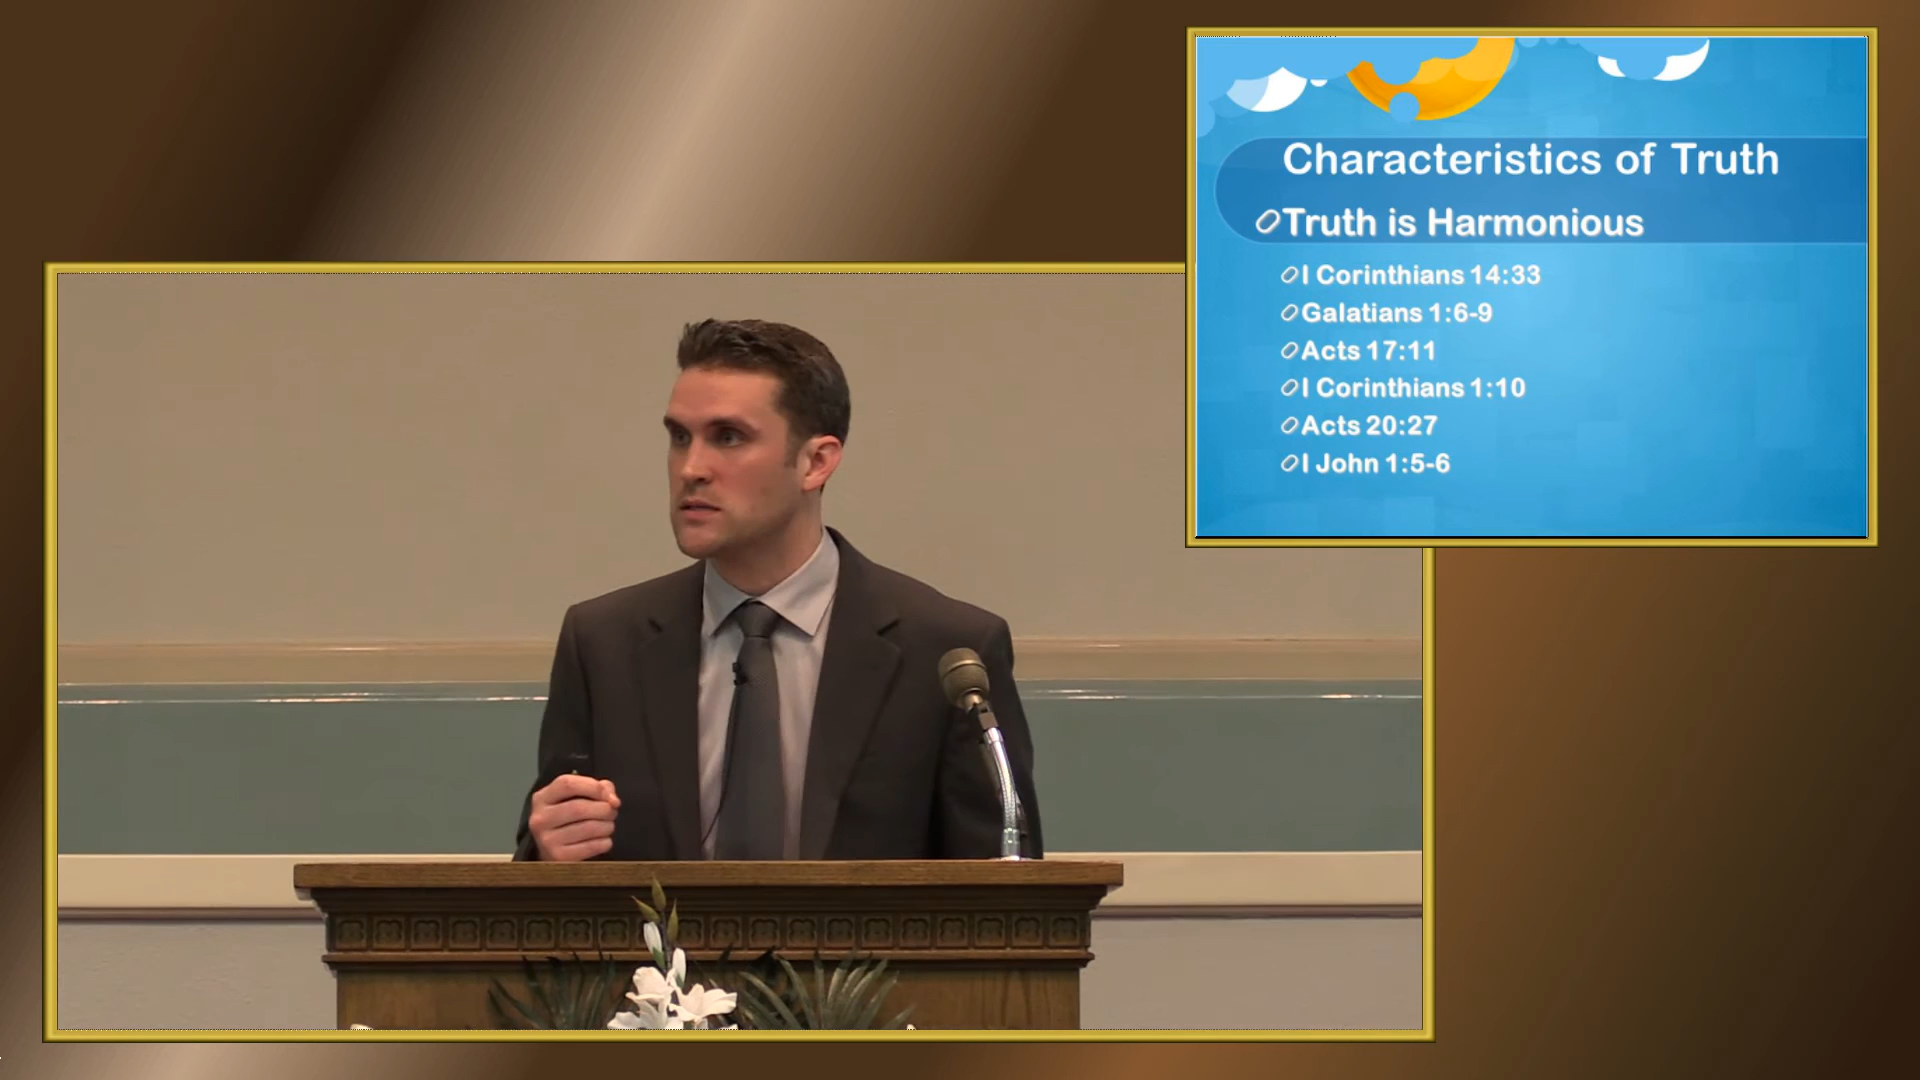 Characteristics of Truth
Truth is Harmonious
I Corinthians 14:33
Galatians 1:6-9
Acts 17:11
I Corinthians 1:10
Acts 20:27
I John 1:5-6